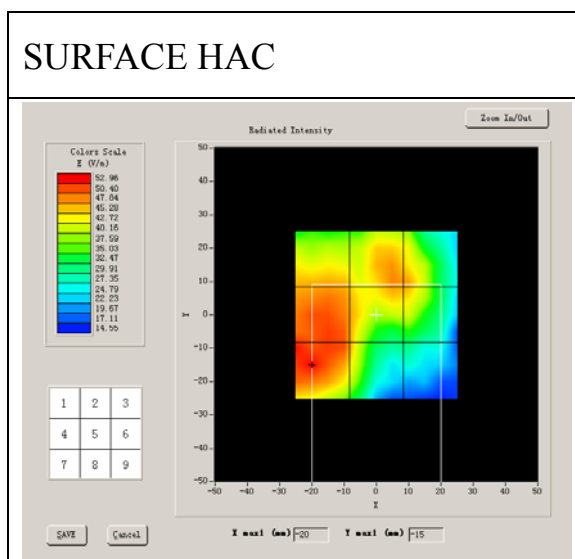 SURFACE HAC
Zoom In/Out
Radiated Intensity
Colors Scale
E (V/m)
52.96
50.40
47.84
45.28
42.72
40.16
37.59
35.03
32.47
29.91
27.35
24.79
22.23
19.67
17.11
14.55
50
40
30
20
10
0
-10
-20
-30
-40
-50
Y
-50 -40 -30 -20 -10 0 10 20 30 40 50
X
1 2 3
4 5 6
7 8 9
SAVE Cancel
X max1 (mm) -20 Y max1 (mm) -15